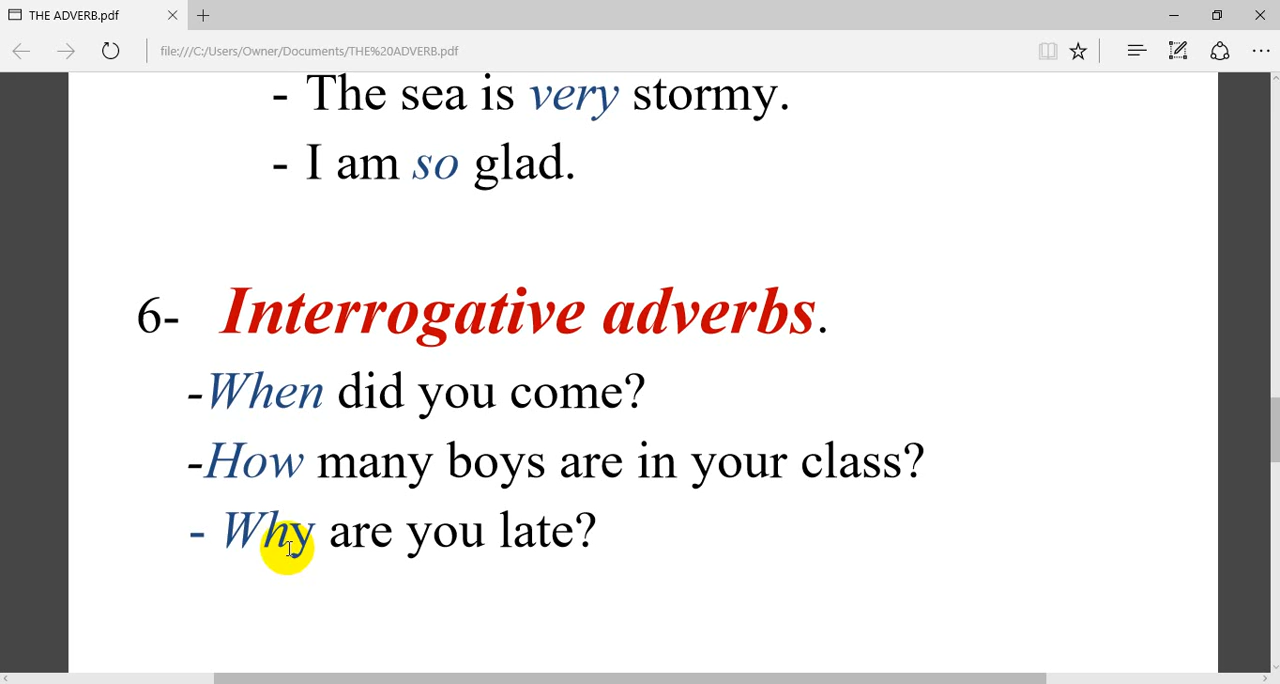 THE ADVERB.pdf
file:///C:/Users/Owner/Documents/THE%20ADVERB.pdf
- The sea is very stormy.
- I am so glad.
6- Interrogative adverbs.
-When did you come?
-How many boys are in your class?
- Why are you late?